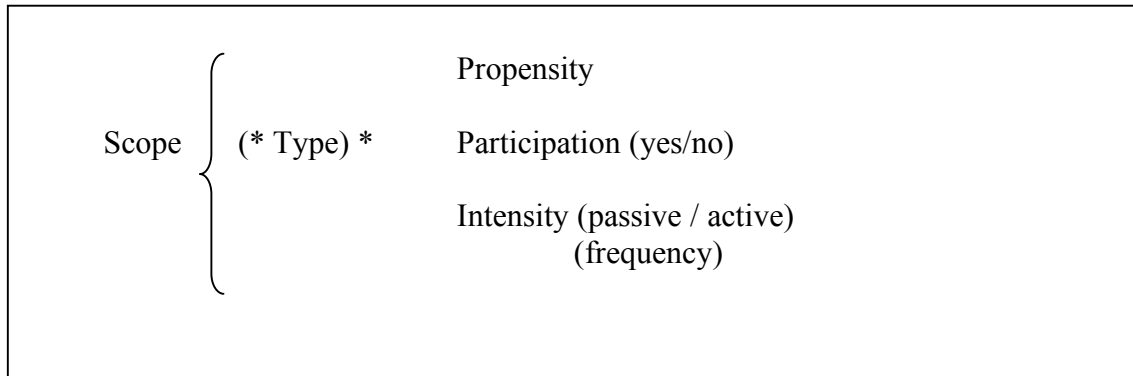 Propensity
Scope (* Type) * Participation (yes/no)
Intensity (passive / active)
(frequency)